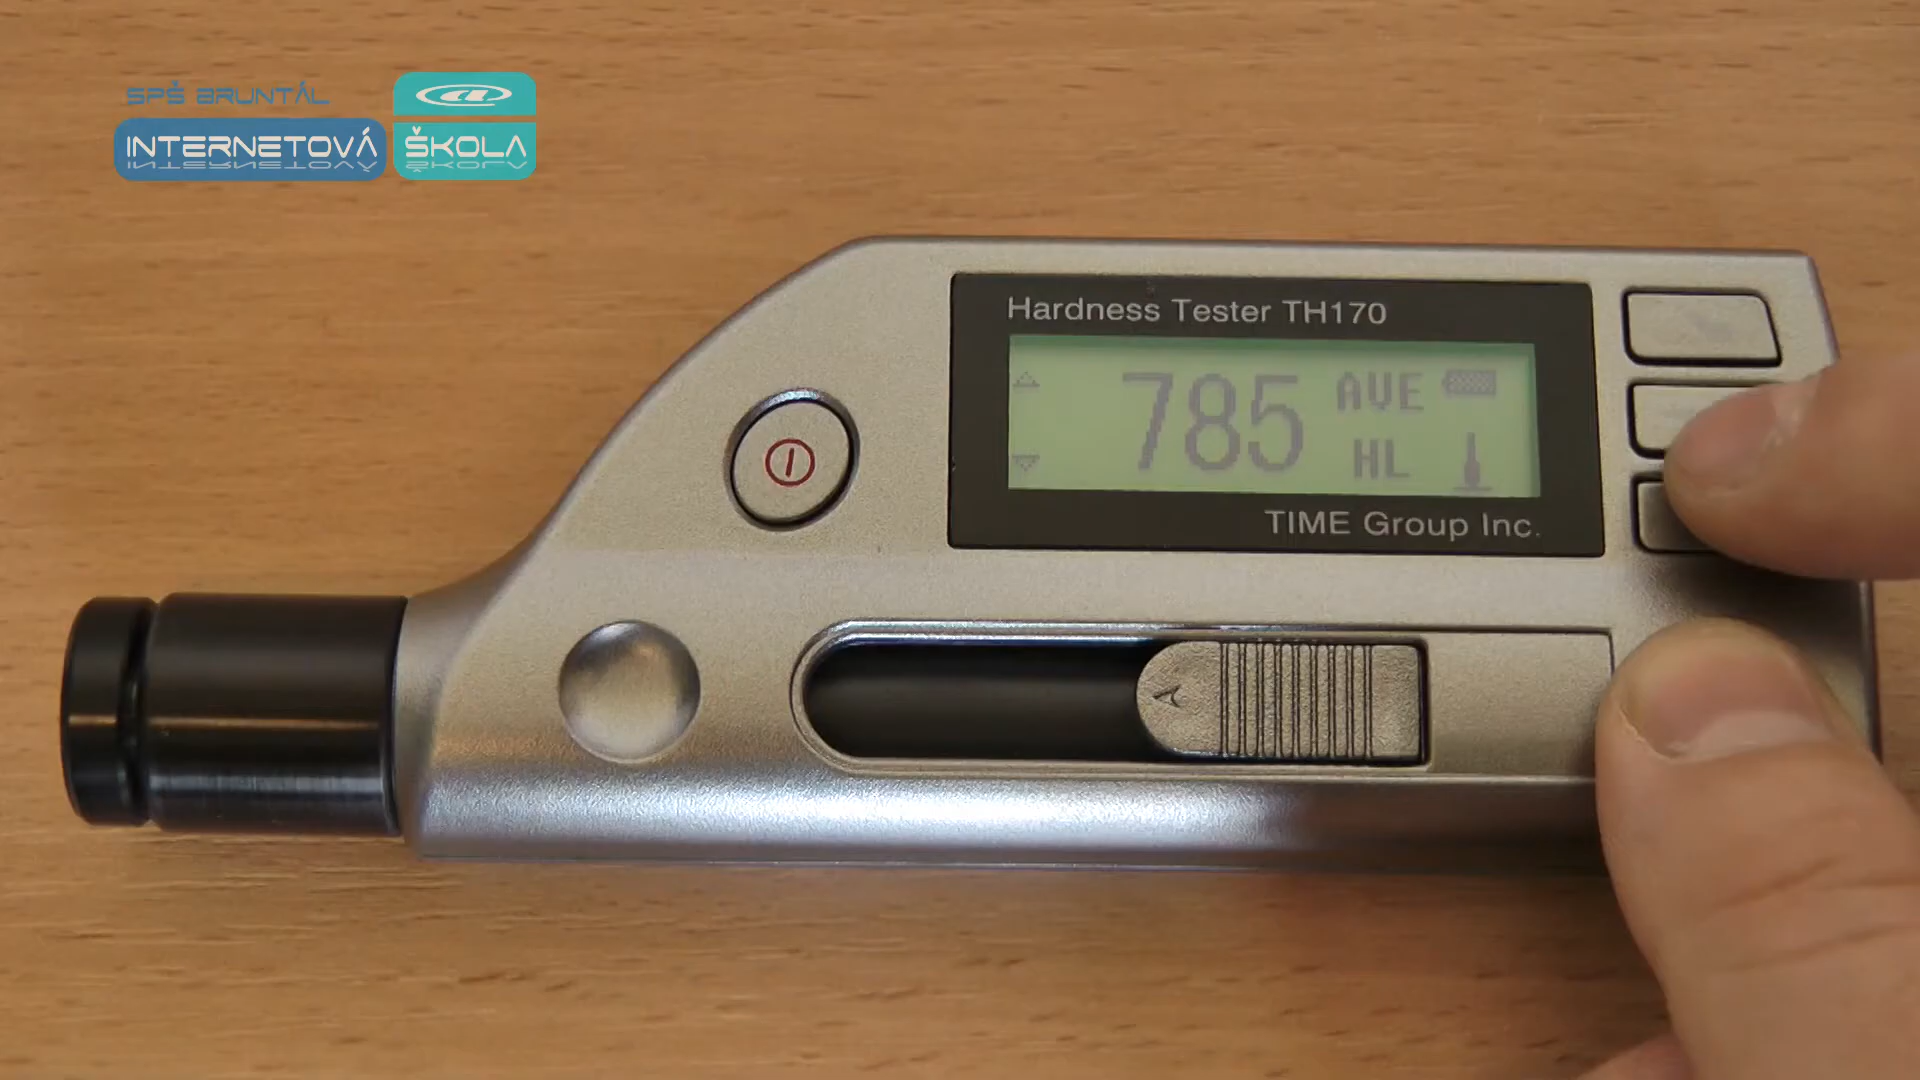 SPŠ BRUNTÁL
INTERNETOVÁ ŠKOLA
Hardness Tester TH170
785 AVE
HL
TIME Group Inc.